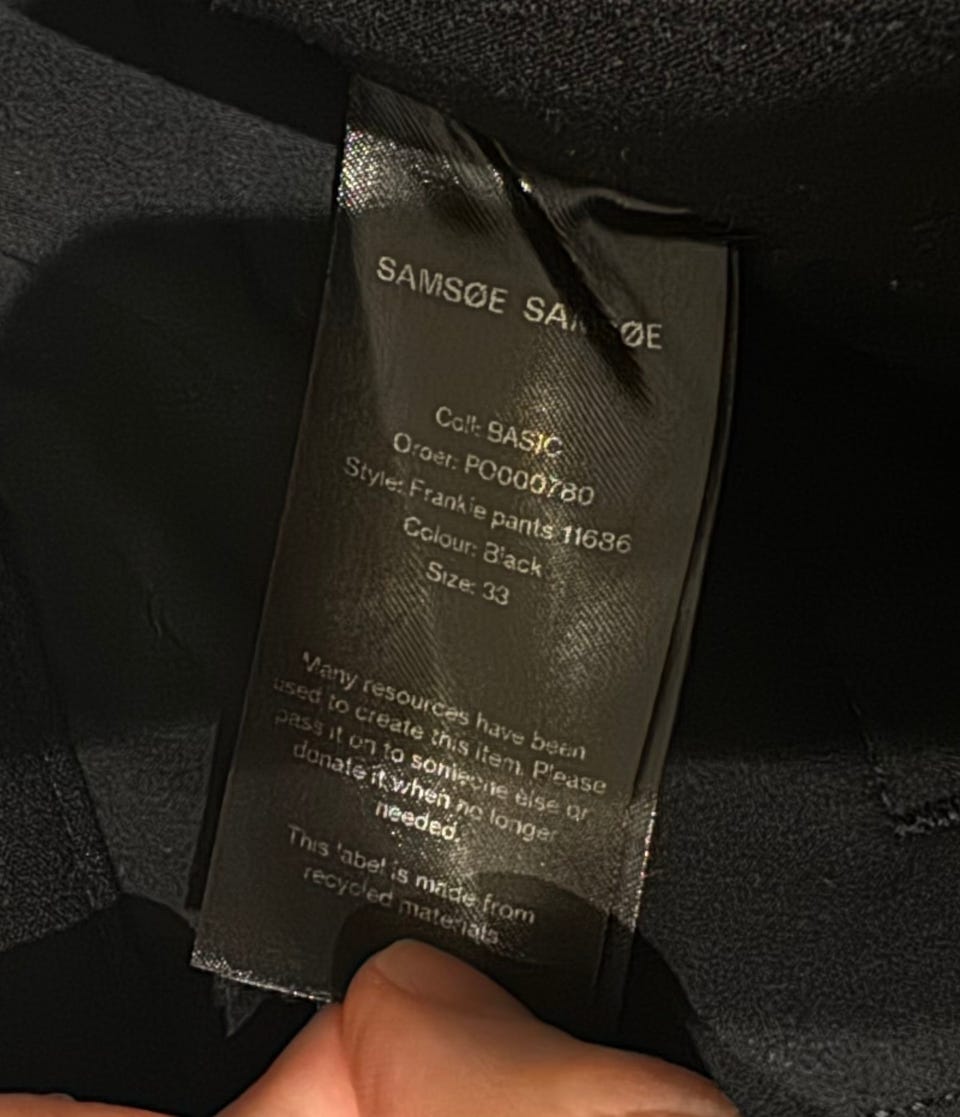 SAMSØE SAMSØE
Coll: BASIC
Order: PO000780
Style: Frankie pants 11686
Colour: Black
Size: 33
Many resources have been
used to create this item. Please
pass it on to someone else or
donate it when no longer
needed.
This label is made from
recycled materials